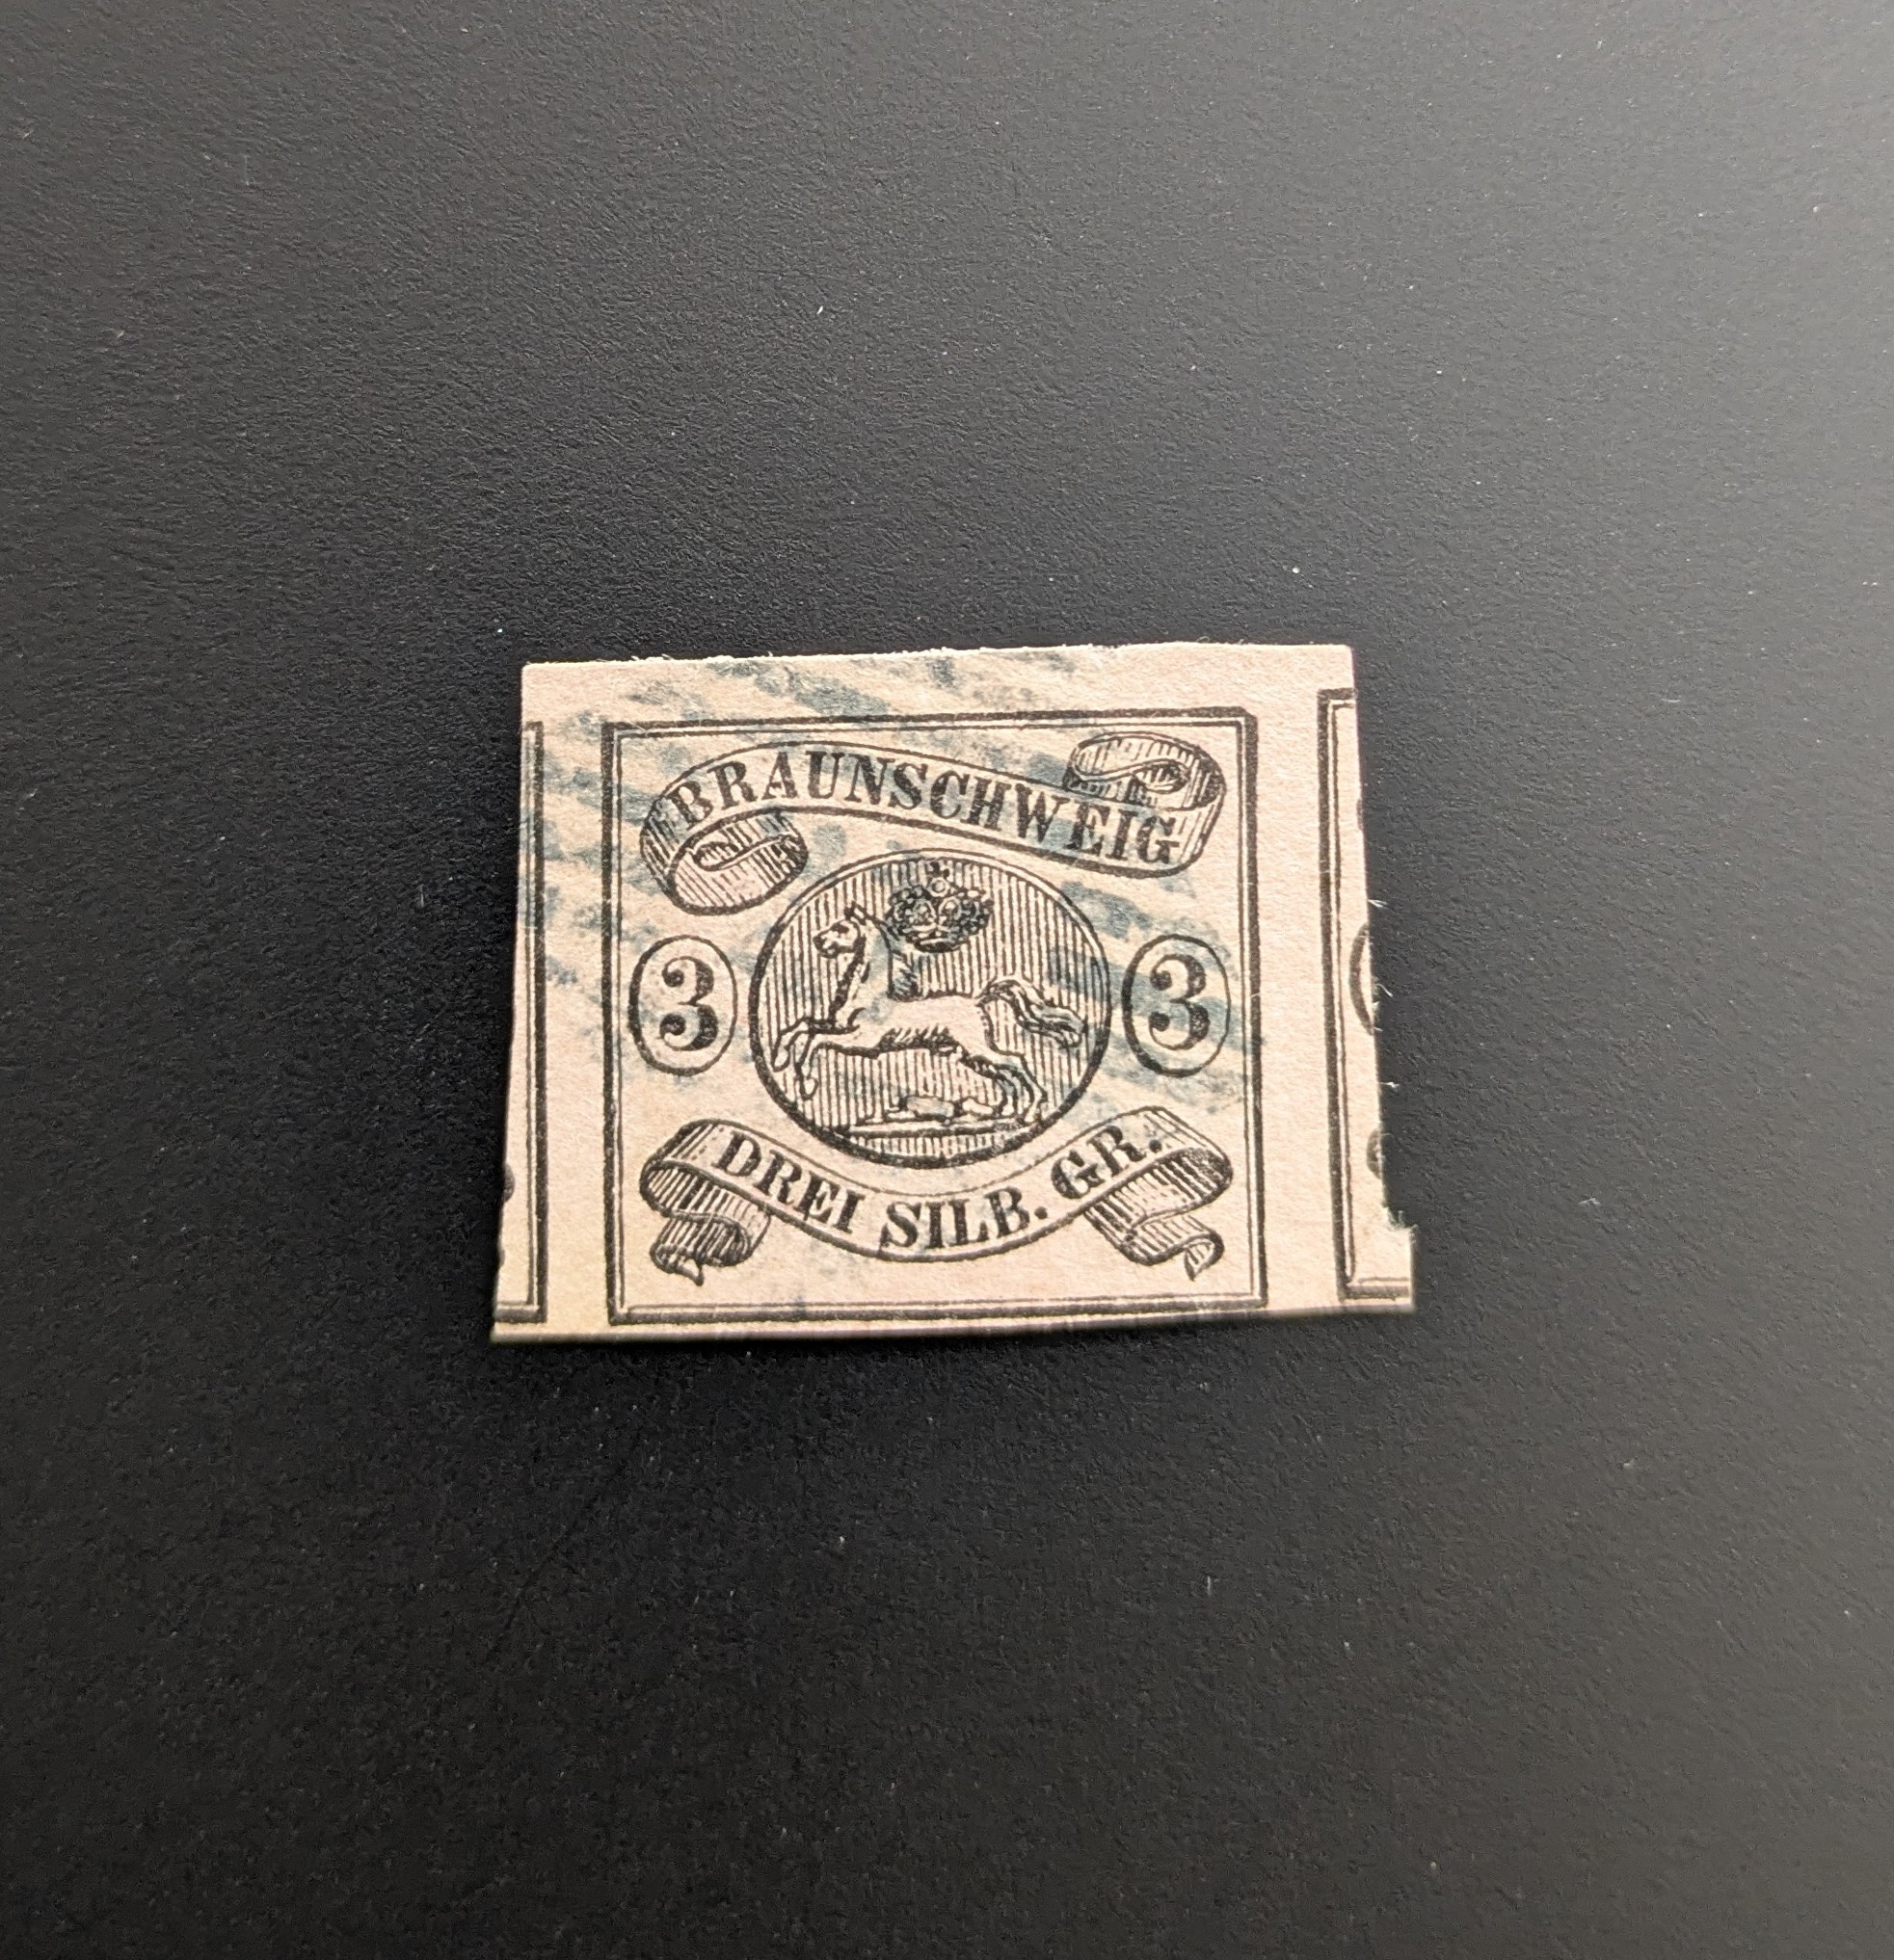 BRAUNSCHWEIG
3 3
DREI SILB. GR.